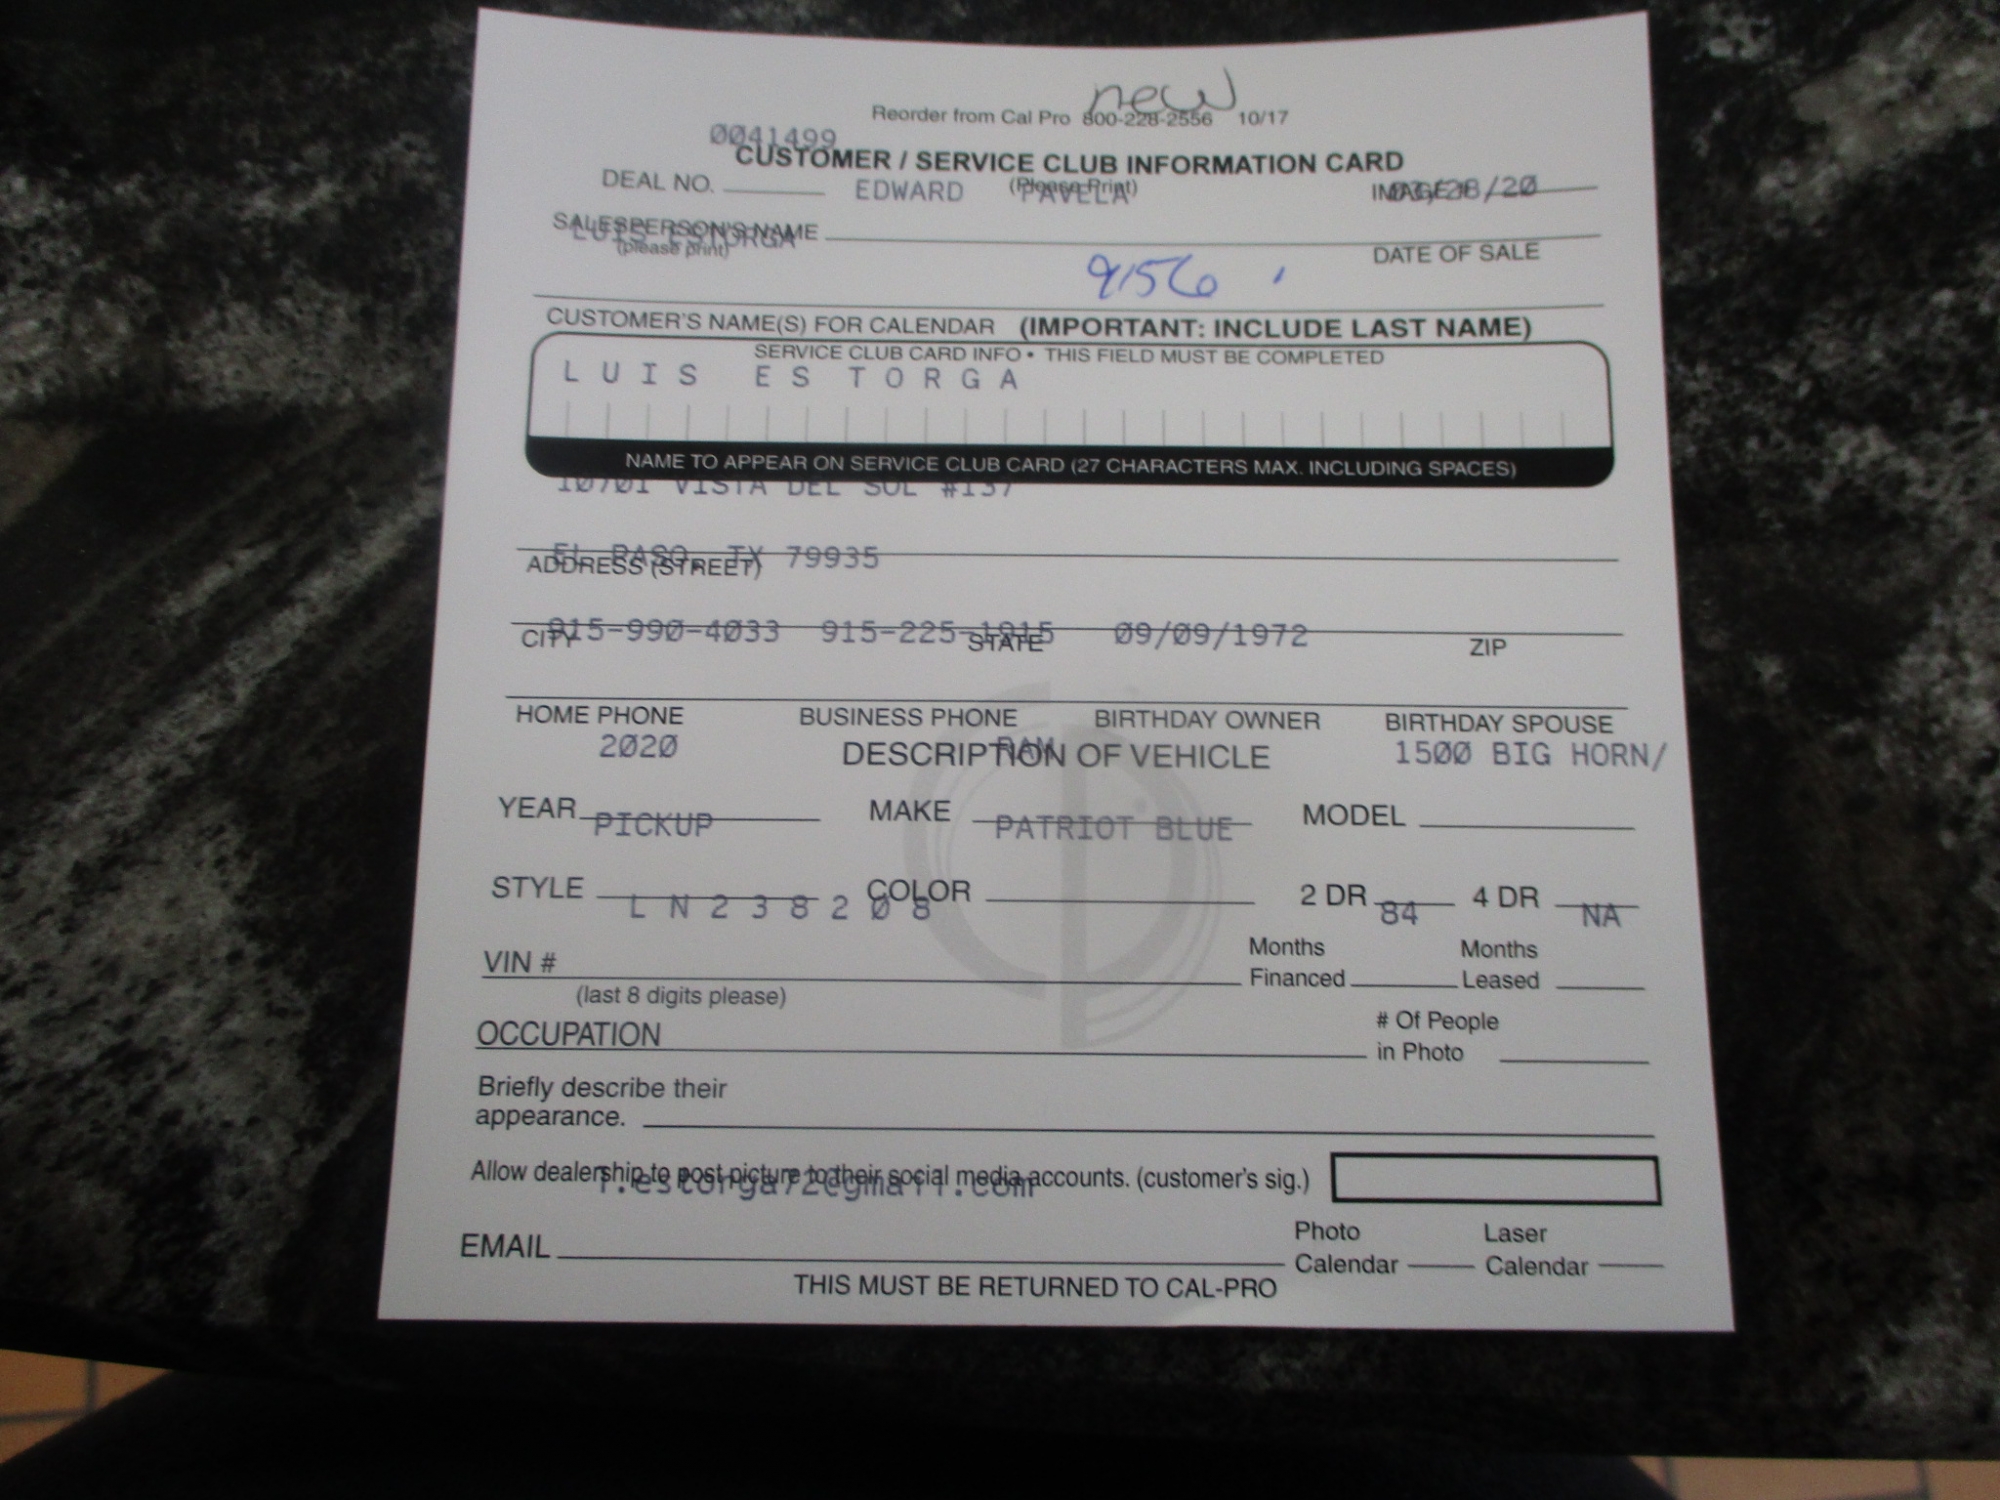 new
Reorder from Cal Pro 800-228-2556 10/17
0041499
CUSTOMER / SERVICE CLUB INFORMATION CARD
(Please Print)
DEAL NO. EDWARD PAVELA IMAGE # /28/20
SALESPERSON'S NAME
LUIS ESTORGA
(please print)
DATE OF SALE
9156
CUSTOMER'S NAME(S) FOR CALENDAR (IMPORTANT: INCLUDE LAST NAME)
SERVICE CLUB CARD INFO • THIS FIELD MUST BE COMPLETED
LUIS ESTORGA
NAME TO APPEAR ON SERVICE CLUB CARD (27 CHARACTERS MAX. INCLUDING SPACES)
10701 VISTA DEL SOL #137
EL PASO, TX 79935
ADDRESS (STREET)
915-990-4033 915-225-1915 09/09/1972
CITY STATE ZIP
HOME PHONE BUSINESS PHONE BIRTHDAY OWNER BIRTHDAY SPOUSE
2020 RAM 1500 BIG HORN/
DESCRIPTION OF VEHICLE
YEAR MAKE MODEL
PICKUP PATRIOT BLUE
STYLE COLOR 2 DR 4 DR
LN238208 84 NA
VIN # Months Financed Months Leased
(last 8 digits please)
OCCUPATION # Of People in Photo
Briefly describe their
appearance.
Allow dealership to post picture to their social media accounts. (customer's sig.)
EMAIL Photo Calendar Laser Calendar
THIS MUST BE RETURNED TO CAL-PRO